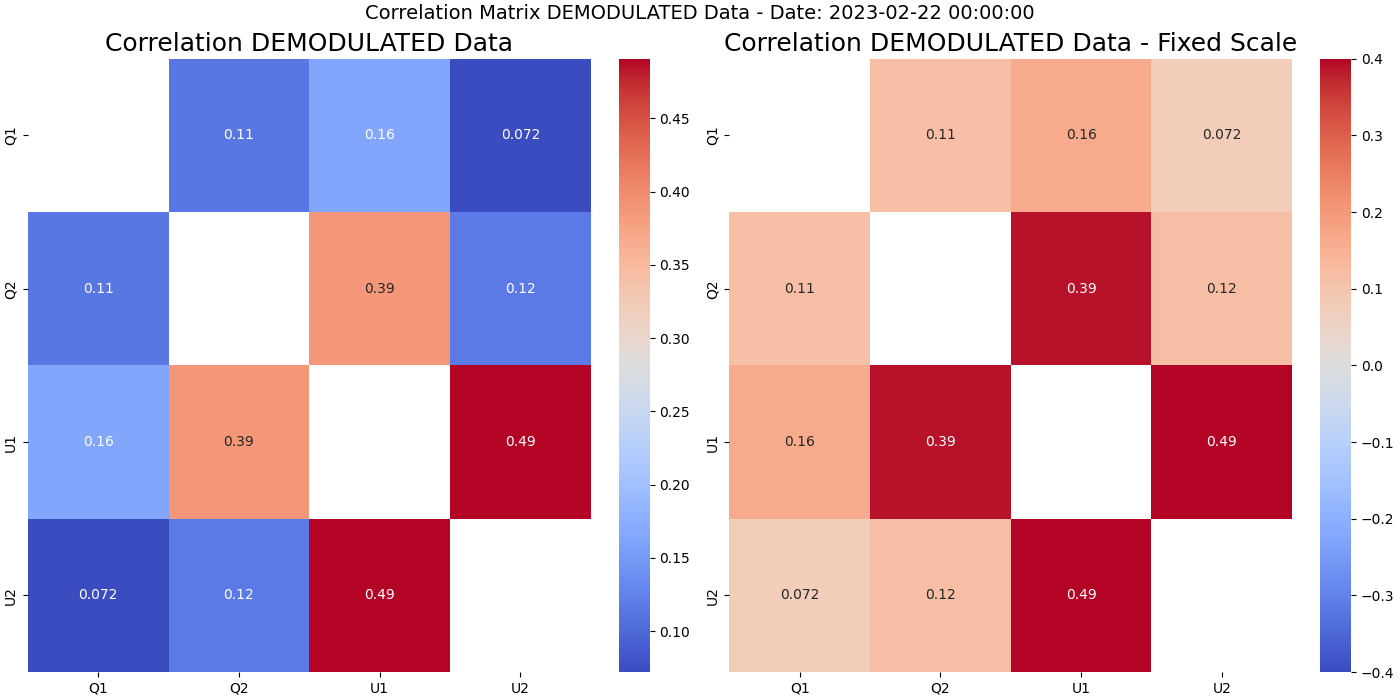 Correlation Matrix DEMODULATED Data - Date: 2023-02-22 00:00:00
Correlation DEMODULATED Data
Q1
0.11
0.16
0.072
Q2
0.11
0.39
0.12
U1
0.16
0.39
0.49
U2
0.072
0.12
0.49
Q1
Q2
U1
U2
0.45
0.40
0.35
0.30
0.25
0.20
0.15
0.10
Correlation DEMODULATED Data - Fixed Scale
Q1
0.11
0.16
0.072
Q2
0.11
0.39
0.12
U1
0.16
0.39
0.49
U2
0.072
0.12
0.49
Q1
Q2
U1
U2
0.4
0.3
0.2
0.1
0.0
−0.1
−0.2
−0.3
−0.4